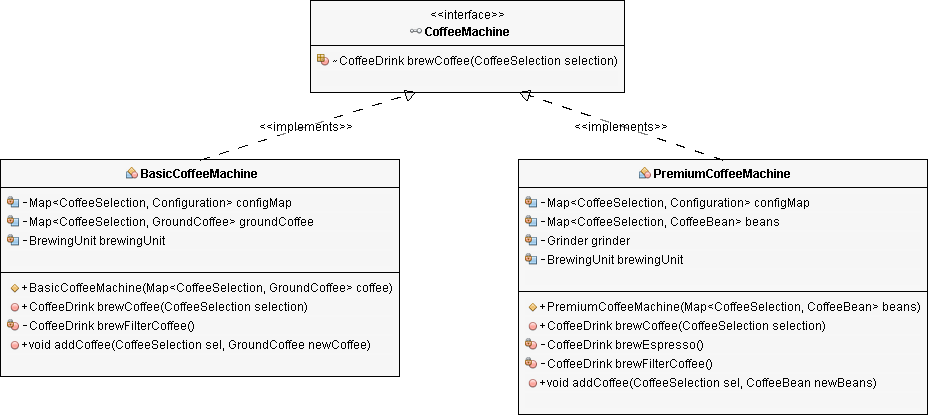 <<interface>>
CoffeeMachine
~CoffeeDrink brewCoffee(CoffeeSelection selection)
<<implements>>
<<implements>>
BasicCoffeeMachine
-Map<CoffeeSelection, Configuration> configMap
-Map<CoffeeSelection, GroundCoffee> groundCoffee
-BrewingUnit brewingUnit
+BasicCoffeeMachine(Map<CoffeeSelection, GroundCoffee> coffee)
+CoffeeDrink brewCoffee(CoffeeSelection selection)
-CoffeeDrink brewFilterCoffee()
+void addCoffee(CoffeeSelection sel, GroundCoffee newCoffee)
PremiumCoffeeMachine
-Map<CoffeeSelection, Configuration> configMap
-Map<CoffeeSelection, CoffeeBean> beans
-Grinder grinder
-BrewingUnit brewingUnit
+PremiumCoffeeMachine(Map<CoffeeSelection, CoffeeBean> beans)
+CoffeeDrink brewCoffee(CoffeeSelection selection)
-CoffeeDrink brewEspresso()
-CoffeeDrink brewFilterCoffee()
+void addCoffee(CoffeeSelection sel, CoffeeBean newBeans)